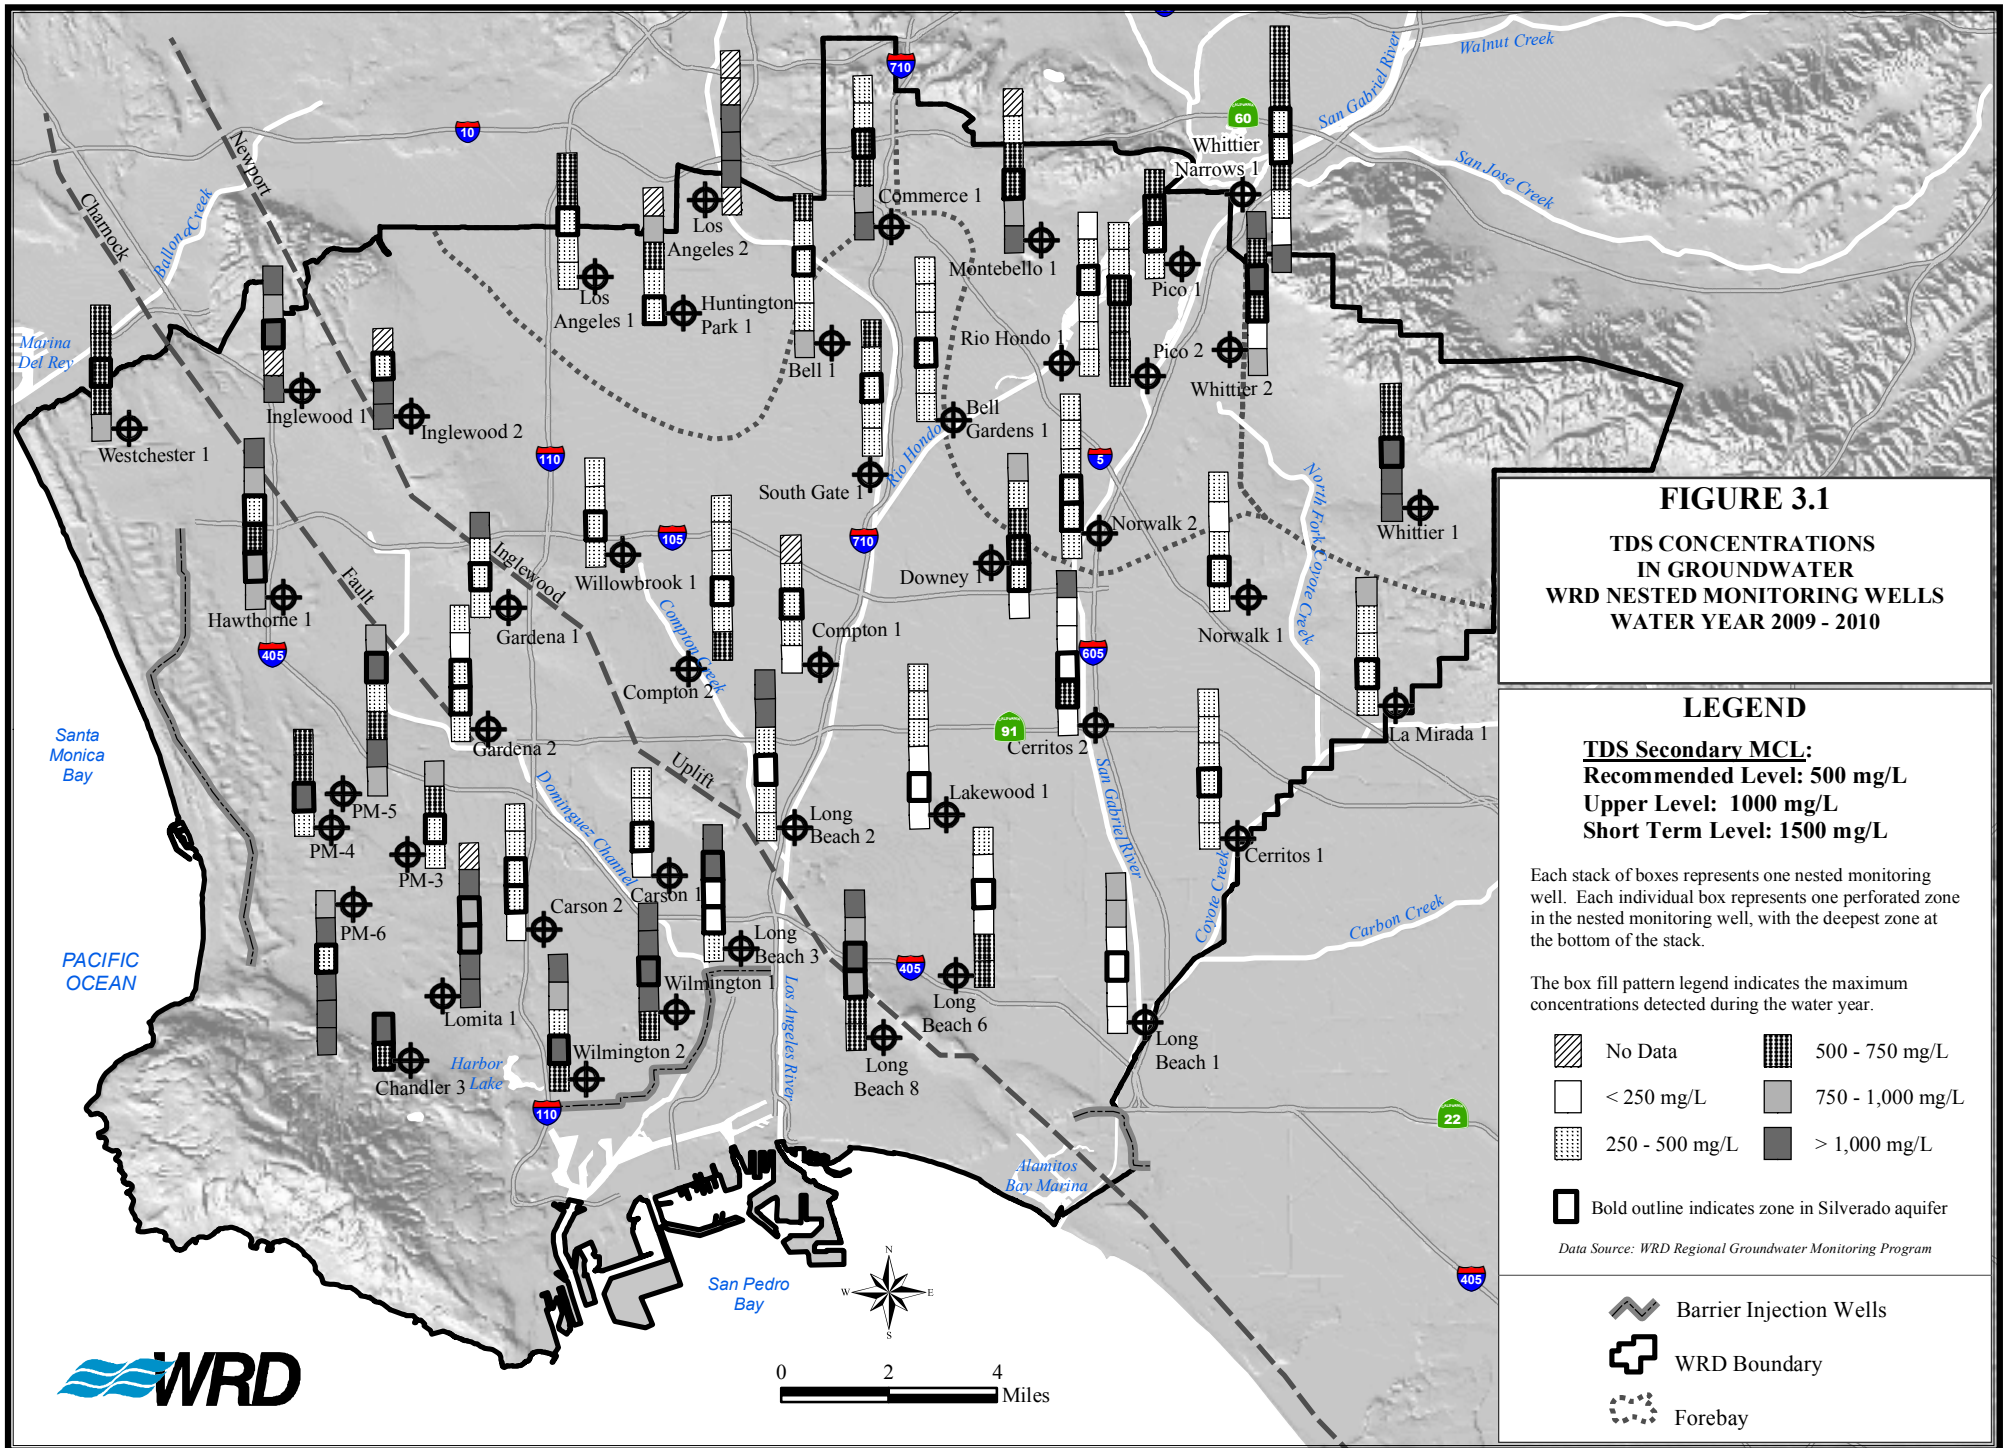 Walnut Creek
San Gabriel River
710
60
10
Whittier
Narrows 1
San Jose Creek
Newport
Charnock
Ballona Creek
Commerce 1
Los
Angeles 2
Montebello 1
Pico 1
Los
Angeles 1
Huntington
Park 1
Marina
Del Rey
Rio Hondo 1
Pico 2
Bell 1
Whittier 2
Inglewood 1
Inglewood 2
Westchester 1
Bell
Gardens 1
Rio Hondo
110
5
South Gate 1
North Fork Coyote Creek
Whittier 1
Norwalk 2
105
710
Inglewood
Willowbrook 1
Downey 1
Fault
Hawthorne 1
Gardena 1
Compton Creek
Compton 1
Norwalk 1
405
605
Compton 2
La Mirada 1
91
Cerritos 2
Gardena 2
Santa
Monica
Bay
Uplift
Dominguez Channel
San Gabriel River
Lakewood 1
PM-5
PM-4
Long
Beach 2
Cerritos 1
PM-3
Carson 1
Carson 2
Coyote Creek
Carbon Creek
PM-6
Long
Beach 3
PACIFIC
OCEAN
405
Wilmington 1
Los Angeles River
Long
Beach 6
Lomita 1
Long
Beach 1
Wilmington 2
Harbor
Lake
Chandler 3
Long
Beach 8
110
22
Alamitos
Bay Marina
San Pedro
Bay
405
N
W
E
S
0
2
4
Miles
WRD
FIGURE 3.1
TDS CONCENTRATIONS
IN GROUNDWATER
WRD NESTED MONITORING WELLS
WATER YEAR 2009 - 2010
LEGEND
TDS Secondary MCL:
Recommended Level: 500 mg/L
Upper Level: 1000 mg/L
Short Term Level: 1500 mg/L
Each stack of boxes represents one nested monitoring
well. Each individual box represents one perforated zone
in the nested monitoring well, with the deepest zone at
the bottom of the stack.
The box fill pattern legend indicates the maximum
concentrations detected during the water year.
No Data
500 - 750 mg/L
< 250 mg/L
750 - 1,000 mg/L
250 - 500 mg/L
> 1,000 mg/L
Bold outline indicates zone in Silverado aquifer
Data Source: WRD Regional Groundwater Monitoring Program
Barrier Injection Wells
WRD Boundary
Forebay